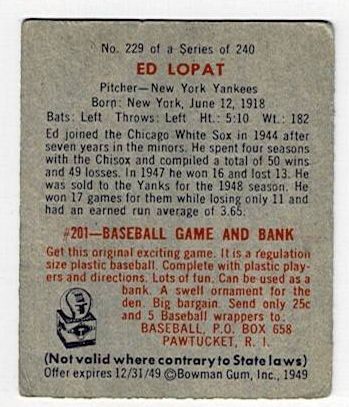 No. 229 of a Series of 240
ED LOPAT
Pitcher—New York Yankees
Born: New York, June 12, 1918
Bats: Left Throws: Left Ht.: 5:10 Wt.: 182
Ed joined the Chicago White Sox in 1944 after
seven years in the minors. He spent four seasons
with the Chisox and compiled a total of 50 wins
and 49 losses. In 1947 he won 16 and lost 13. He
was sold to the Yanks for the 1948 season. He
won 17 games for them while losing only 11 and
had an earned run average of 3.65.
#201—BASEBALL GAME AND BANK
Get this original exciting game. It is a regulation
size plastic baseball. Complete with plastic play-
ers and directions. Lots of fun. Can be used as a
bank. A swell ornament for the
den. Big bargain. Send only 25c
and 5 Baseball wrappers to
BASEBALL, P.O. BOX 658
PAWTUCKET, R. I.
(Not valid where contrary to State laws)
Offer expires 12/31/49 ©Bowman Gum, Inc., 1949